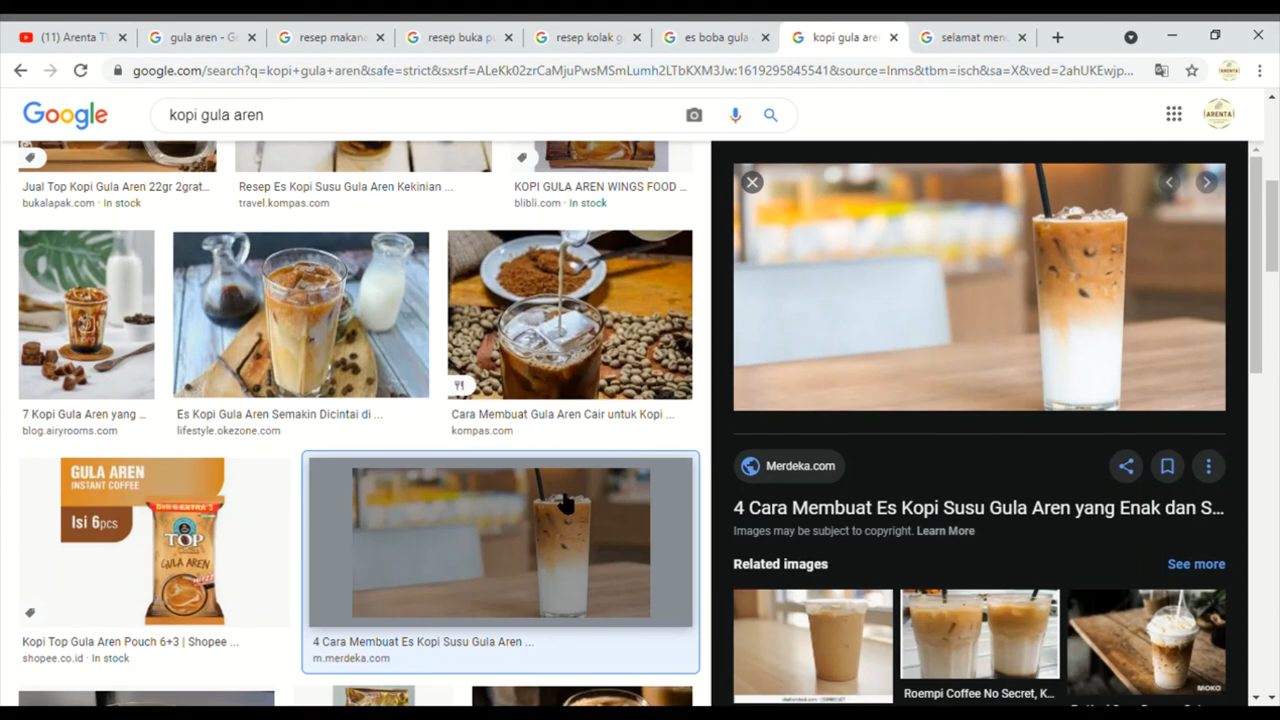 (11) Arenta T
gula aren - G
resep makana
resep buka p
resep kolak g
es boba gula
kopi gula aren
selamat menu
google.com/search?q=kopi+gula+aren&safe=strict&sxsrf=ALeKk02zrCaMjuPwsMSmLumh2LTbKXM3Jw:1619295845541&source=lnms&tbm=isch&sa=X&ved=2ahUKEwjp...
Google
kopi gula aren
ARENTA
Jual Top Kopi Gula Aren 22gr 2grat...
bukalapak.com · In stock
Resep Es Kopi Susu Gula Aren Kekinian ...
travel.kompas.com
KOPI GULA AREN WINGS FOOD ...
blibli.com · In stock
7 Kopi Gula Aren yang ...
blog.airyrooms.com
Es Kopi Gula Aren Semakin Dicintai di ...
lifestyle.okezone.com
Cara Membuat Gula Aren Cair untuk Kopi ...
kompas.com
GULA AREN
INSTANT COFFEE
Isi 6pcs
TOP
GULA AREN
Kopi Top Gula Aren Pouch 6+3 | Shopee ...
shopee.co.id · In stock
4 Cara Membuat Es Kopi Susu Gula Aren ...
m.merdeka.com
Merdeka.com
4 Cara Membuat Es Kopi Susu Gula Aren yang Enak dan S...
Images may be subject to copyright. Learn More
Related images
See more
Roempi Coffee No Secret, K...
MOKO